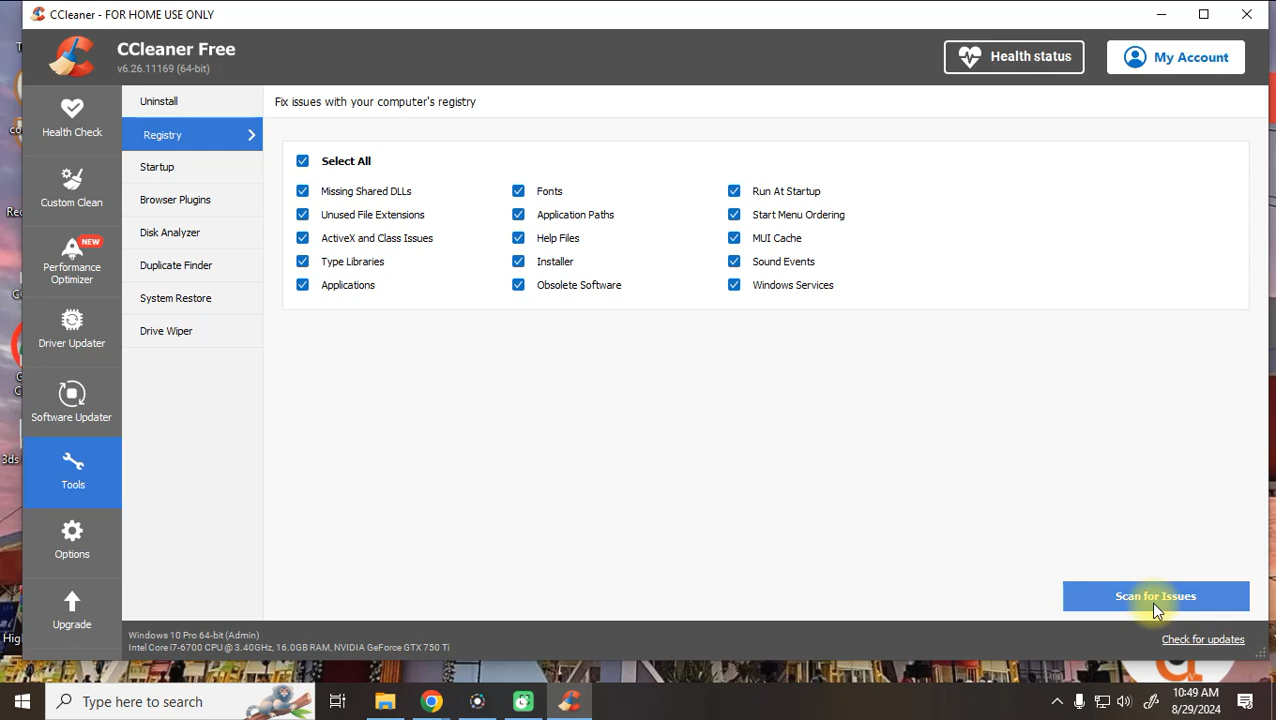 CCleaner - FOR HOME USE ONLY
CCleaner Free
v6.26.11169 (64-bit)
Health status
My Account
Health Check
Custom Clean
NEW
Performance
Optimizer
Driver Updater
Software Updater
Tools
Options
Upgrade
Uninstall
Registry
Startup
Browser Plugins
Disk Analyzer
Duplicate Finder
System Restore
Drive Wiper
Fix issues with your computer's registry
Select All
Missing Shared DLLs
Unused File Extensions
ActiveX and Class Issues
Type Libraries
Applications
Fonts
Application Paths
Help Files
Installer
Obsolete Software
Run At Startup
Start Menu Ordering
MUI Cache
Sound Events
Windows Services
Scan for Issues
Windows 10 Pro 64-bit (Admin)
Intel Core i7-6700 CPU @ 3.40GHz, 16.0GB RAM, NVIDIA GeForce GTX 750 Ti
Check for updates
Type here to search
10:49 AM
8/29/2024